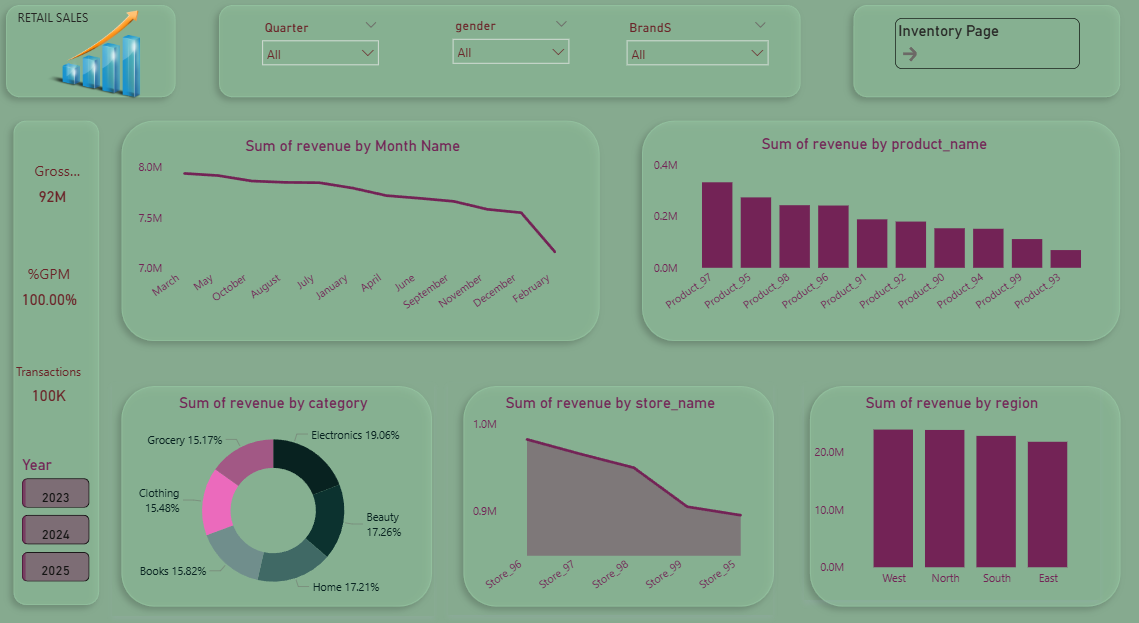 RETAIL SALES
Quarter
All
gender
All
BrandS
All
Inventory Page
Gross...
92M
%GPM
100.00%
Transactions
100K
Year
2023
2024
2025
Sum of revenue by Month Name
8.0M
7.5M
7.0M
March
May
October
August
July
January
April
June
September
November
December
February
Sum of revenue by product_name
0.4M
0.2M
0.0M
Product_97
Product_95
Product_98
Product_96
Product_91
Product_92
Product_90
Product_94
Product_99
Product_93
Sum of revenue by category
Grocery 15.17%
Electronics 19.06%
Clothing
15.48%
Beauty
17.26%
Books 15.82%
Home 17.21%
Sum of revenue by store_name
1.0M
0.9M
Store_96
Store_97
Store_98
Store_99
Store_95
Sum of revenue by region
20.0M
10.0M
0.0M
West
North
South
East